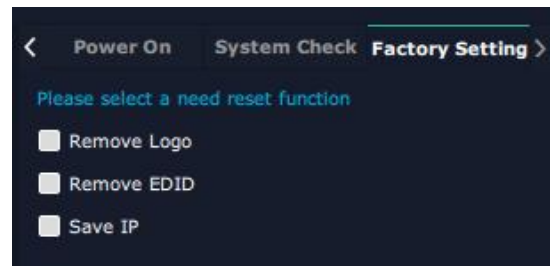 Power On System Check Factory Setting
Please select a need reset function
Remove Logo
Remove EDID
Save IP